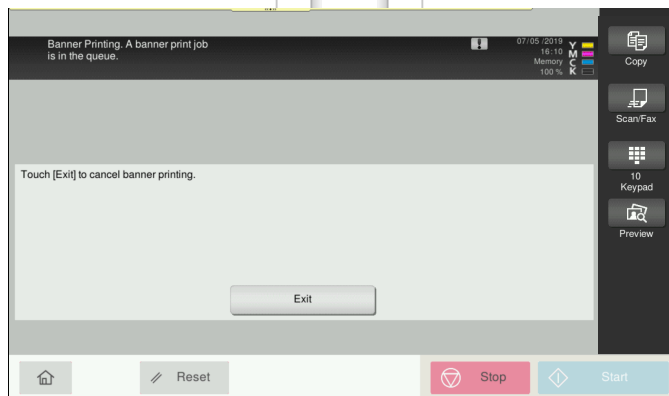 Banner Printing. A banner print job
is in the queue.
07/05 /2019
16:10
Memory
100 %
Y
M
C
K
Copy
Scan/Fax
10
Keypad
Preview
Touch [Exit] to cancel banner printing.
Exit
Reset
Stop
Start